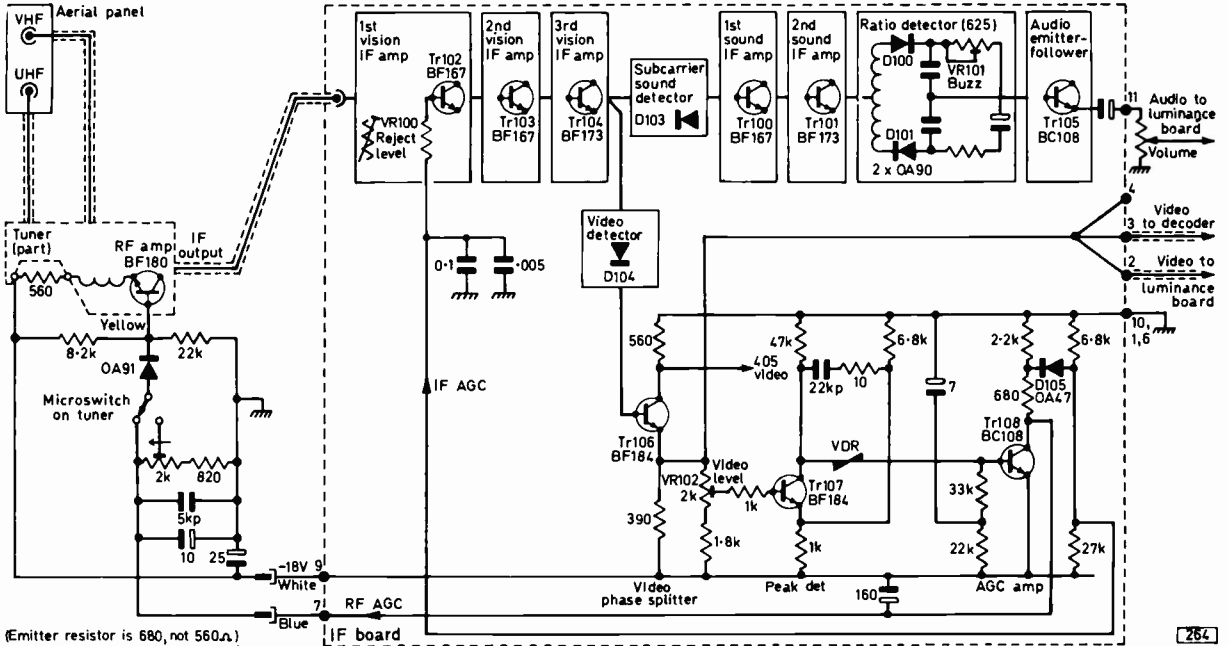 VHF
UHF
Aerial panel
1st
vision
IF amp
Tr102
BF167
VR100
Reject
level
2nd
vision
IF amp
Tr103
BF167
3rd
vision
IF amp
Tr104
BF173
Subcarrier
sound
detector
D103
1st
sound
IF amp
Tr100
BF167
2nd
sound
IF amp
Tr101
BF173
Ratio detector (625)
D100
VR101
Buzz
D101
2 x OA90
Audio
emitter-
follower
Tr105
BC108
11
Audio to
luminance
board
Volume
4
Video
3 to decoder
2 Video to
luminance
board
10,
1,6
Tuner
(part)
IF
output
RF amp
BF180
560
Yellow
8·2k
22k
OA91
Microswitch
on tuner
2k
820
5kp
10
25
-18V 9
White
7
Blue
RF AGC
IF board
0·1
·005
IF AGC
Video
detector
D104
560
405
video
Tr106
BF184
VR102
2k
Video
level
1k
390
1·8k
Video
phase splitter
47k
22kp
10
6·8k
VDR
Tr107
BF184
1k
Peak det
7
160
2·2k
D105
OA47
6·8k
680
Tr108
BC108
33k
22k
27k
AGC amp
(Emitter resistor is 680, not 560Ω)
264